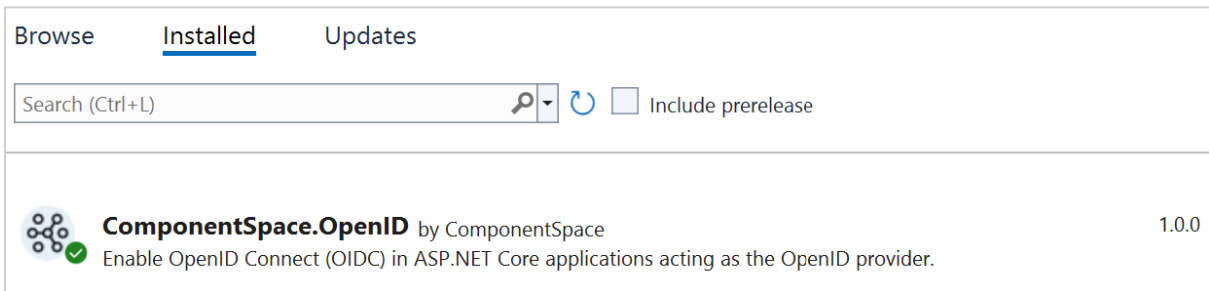 Browse Installed Updates
Search (Ctrl+L) Include prerelease
ComponentSpace.OpenID by ComponentSpace 1.0.0
Enable OpenID Connect (OIDC) in ASP.NET Core applications acting as the OpenID provider.